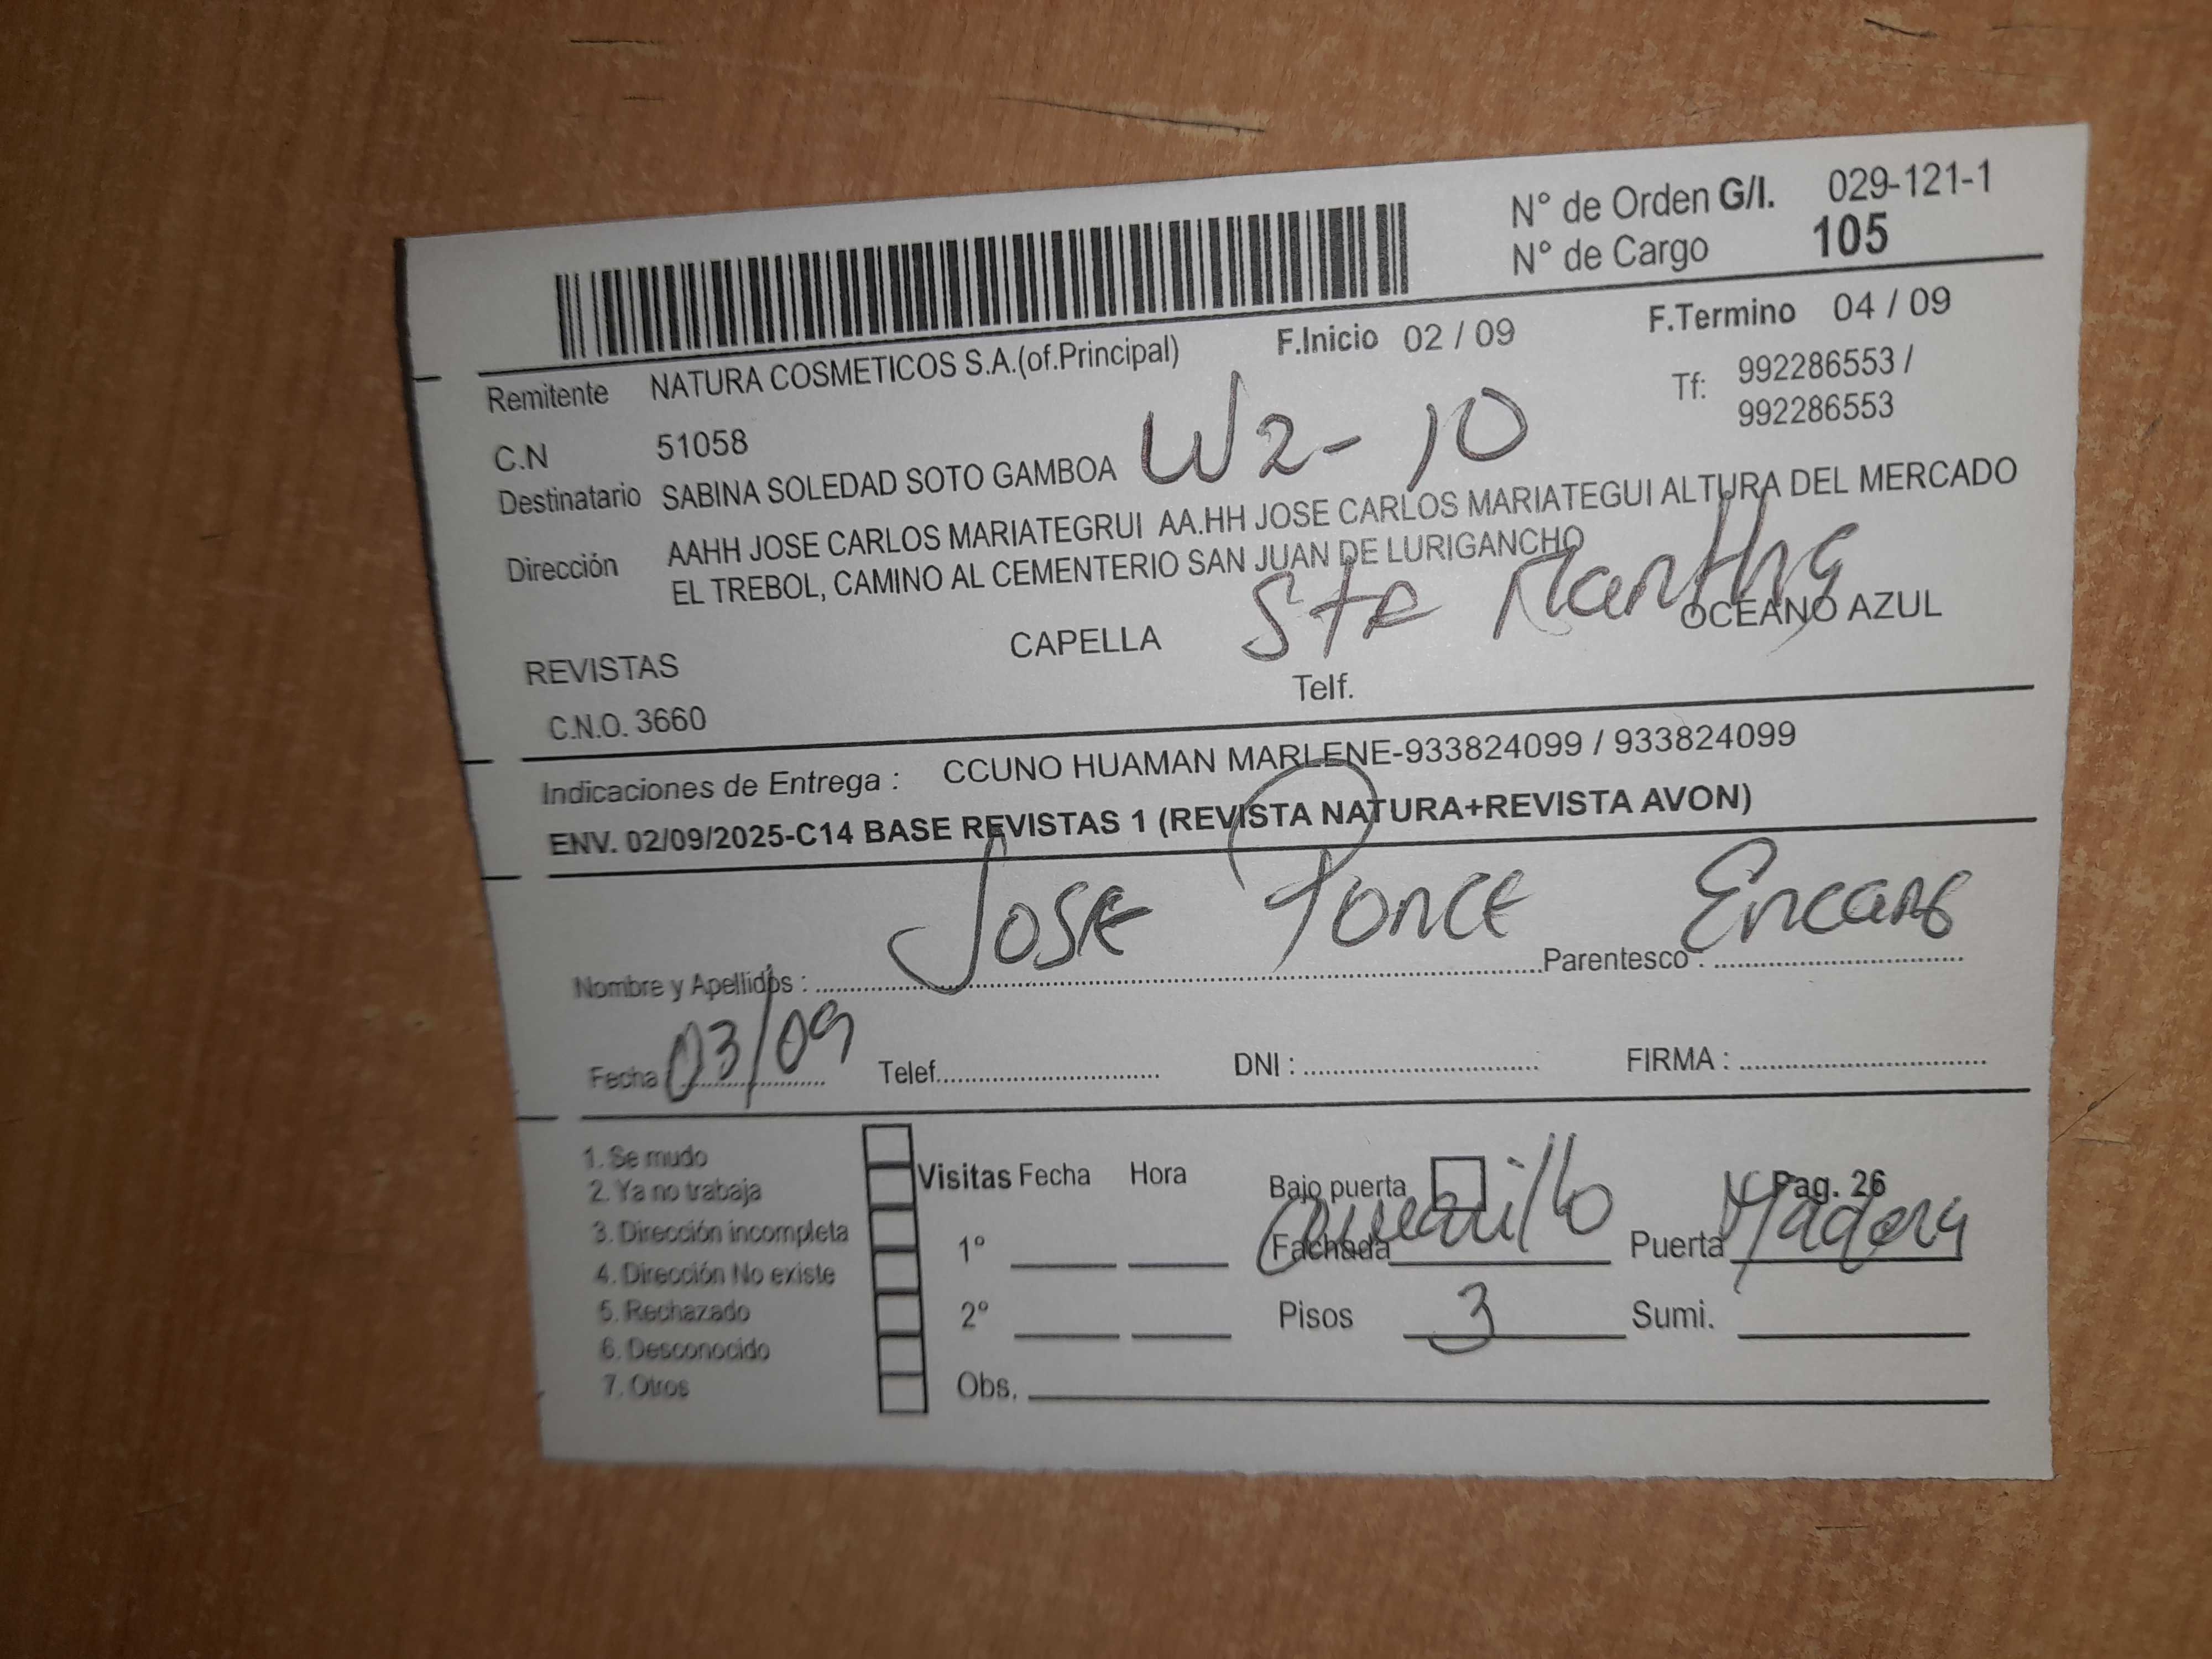 N° de Orden G/I. 029-121-1
N° de Cargo 105
Remitente NATURA COSMETICOS S.A.(of.Principal) F.Inicio 02 / 09 F.Termino 04 / 09
C.N 51058 W2-10 Tf: 992286553 /
992286553
Destinatario SABINA SOLEDAD SOTO GAMBOA
Dirección AAHH JOSE CARLOS MARIATEGRUI AA.HH JOSE CARLOS MARIATEGUI ALTURA DEL MERCADO
EL TREBOL, CAMINO AL CEMENTERIO SAN JUAN DE LURIGANCHO
Sta Martha
REVISTAS CAPELLA OCEANO AZUL
C.N.O. 3660 Telf.
Indicaciones de Entrega : CCUNO HUAMAN MARLENE-933824099 / 933824099
ENV. 02/09/2025-C14 BASE REVISTAS 1 (REVISTA NATURA+REVISTA AVON)
Nombre y Apellidos : JOSE PONCE Parentesco :
Fecha 03/09 Telef. DNI : FIRMA :
1. Se mudo
2. Ya no trabaja
3. Dirección incompleta
4. Dirección No existe
5. Rechazado
6. Desconocido
7. Otros
Visitas Fecha Hora Bajo puerta Pag. 26
1° Fachada Puerta Madera
2° Pisos 3 Sumi.
Obs.